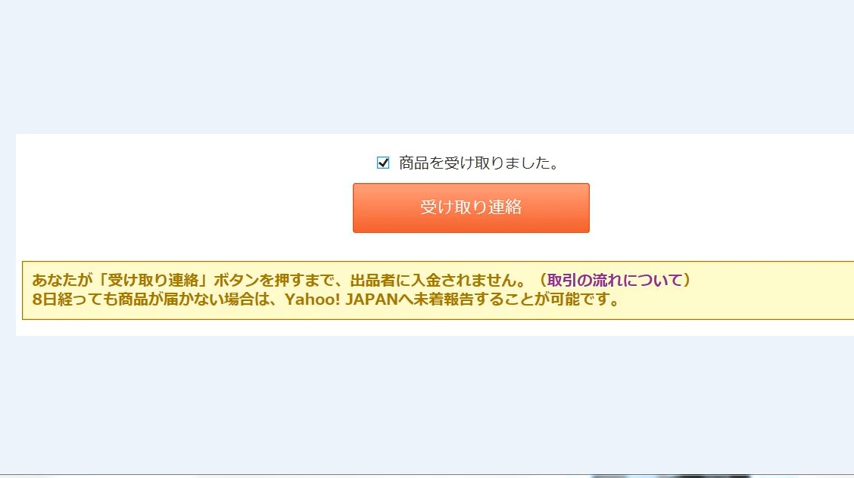 商品を受け取りました。
受け取り連絡
あなたが「受け取り連絡」ボタンを押すまで、出品者に入金されません。（取引の流れについて）
8日経っても商品が届かない場合は、Yahoo! JAPANへ未着報告することが可能です。